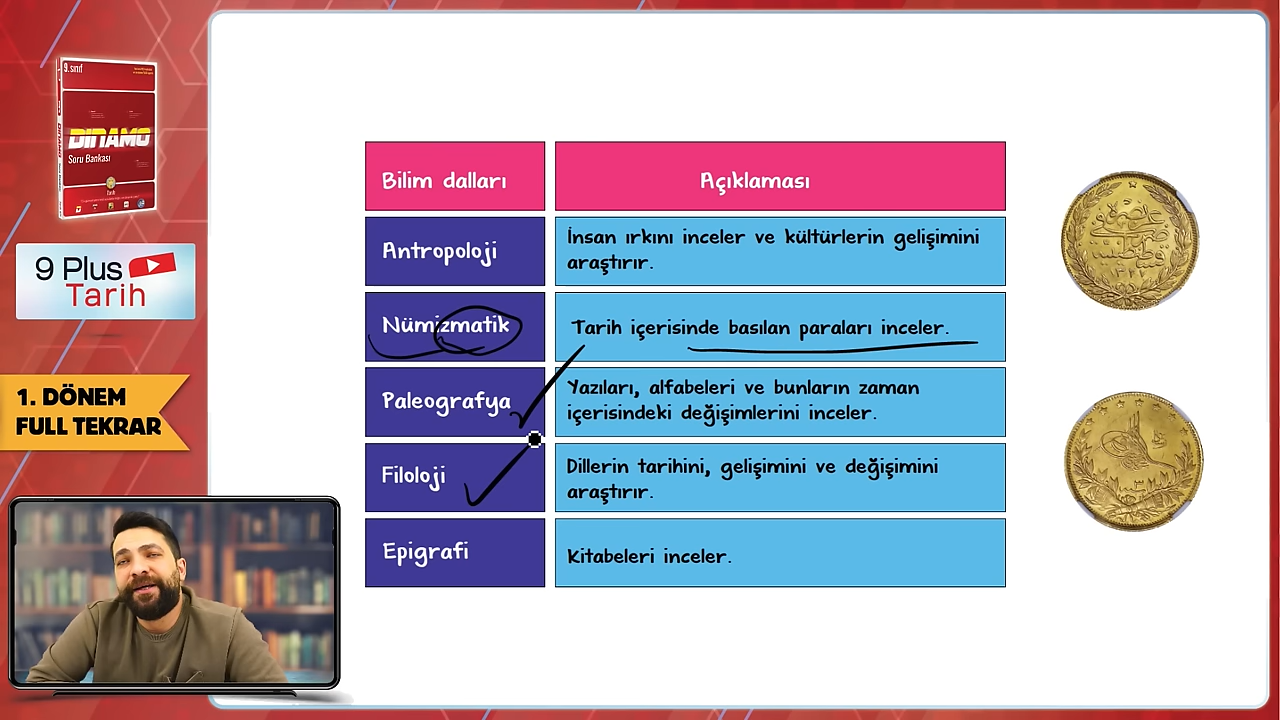 9. sınıf
DİNAMO
Soru Bankası
Tarih
9 Plus
Tarih
1. DÖNEM
FULL TEKRAR
Bilim dalları
Açıklaması
Antropoloji
İnsan ırkını inceler ve kültürlerin gelişimini
araştırır.
Nümizmatik
Tarih içerisinde basılan paraları inceler.
Paleografya
Yazıları, alfabeleri ve bunların zaman
içerisindeki değişimlerini inceler.
Filoloji
Dillerin tarihini, gelişimini ve değişimini
araştırır.
Epigrafi
Kitabeleri inceler.